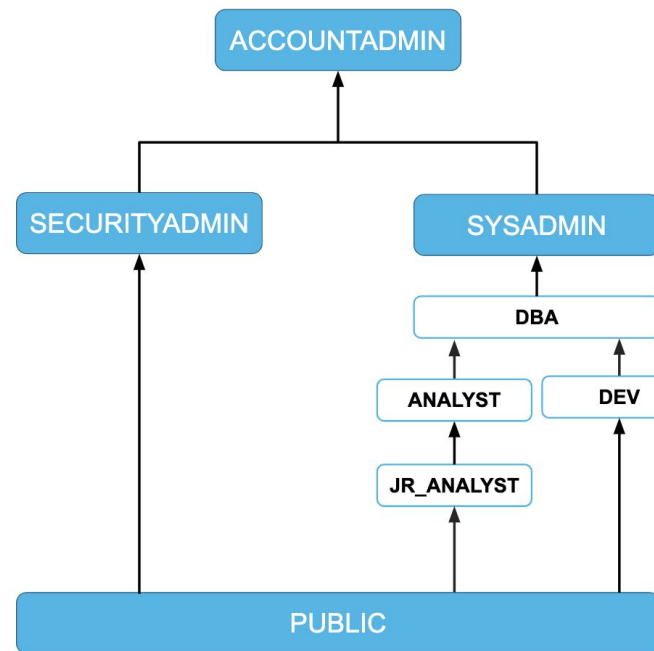 ACCOUNTADMIN
SECURITYADMIN
SYSADMIN
DBA
ANALYST
DEV
JR_ANALYST
PUBLIC